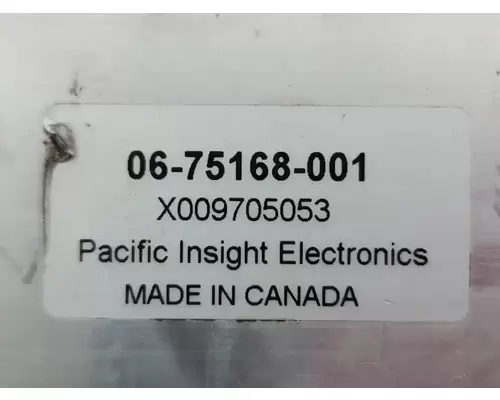 06-75168-001
X009705053
Pacific Insight Electronics
MADE IN CANADA